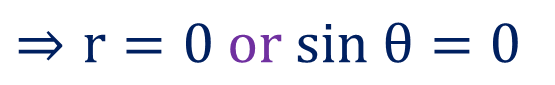 ⇒ r = 0 or sin θ = 0